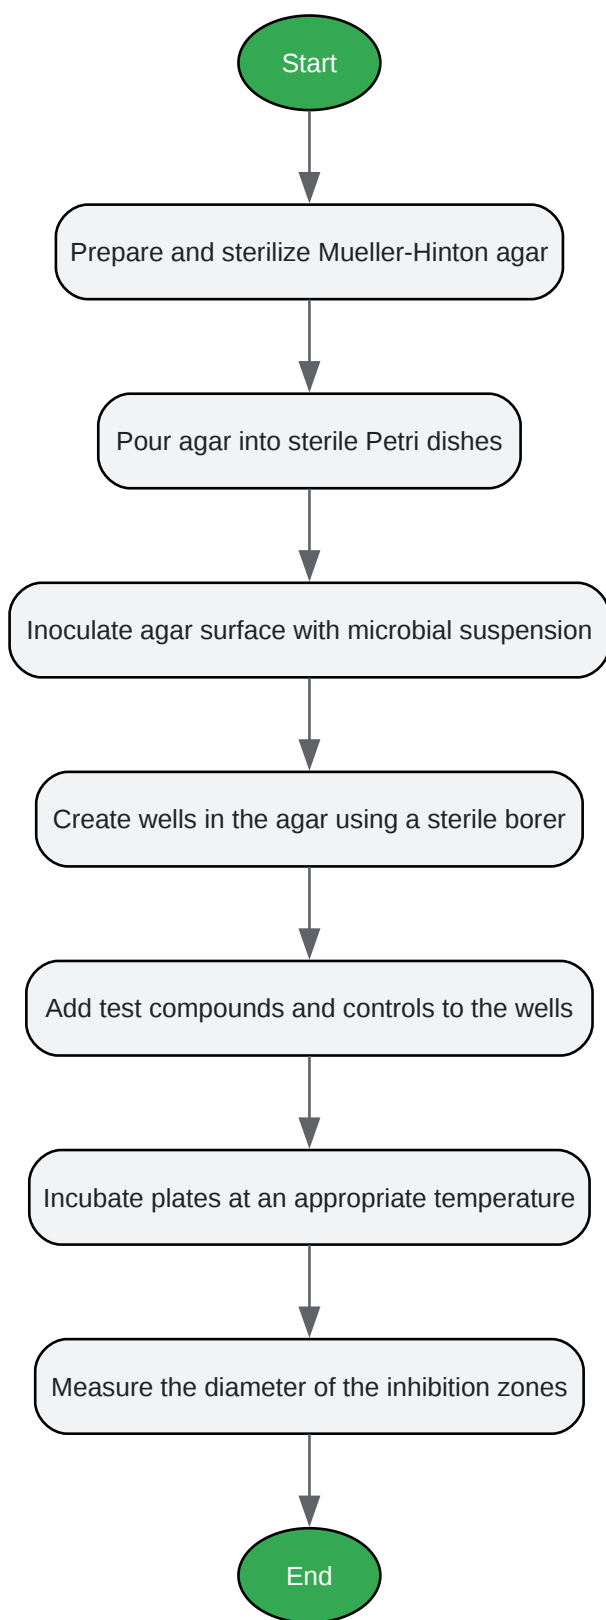 Start
Prepare and sterilize Mueller-Hinton agar
Pour agar into sterile Petri dishes
Inoculate agar surface with microbial suspension
Create wells in the agar using a sterile borer
Add test compounds and controls to the wells
Incubate plates at an appropriate temperature
Measure the diameter of the inhibition zones
End